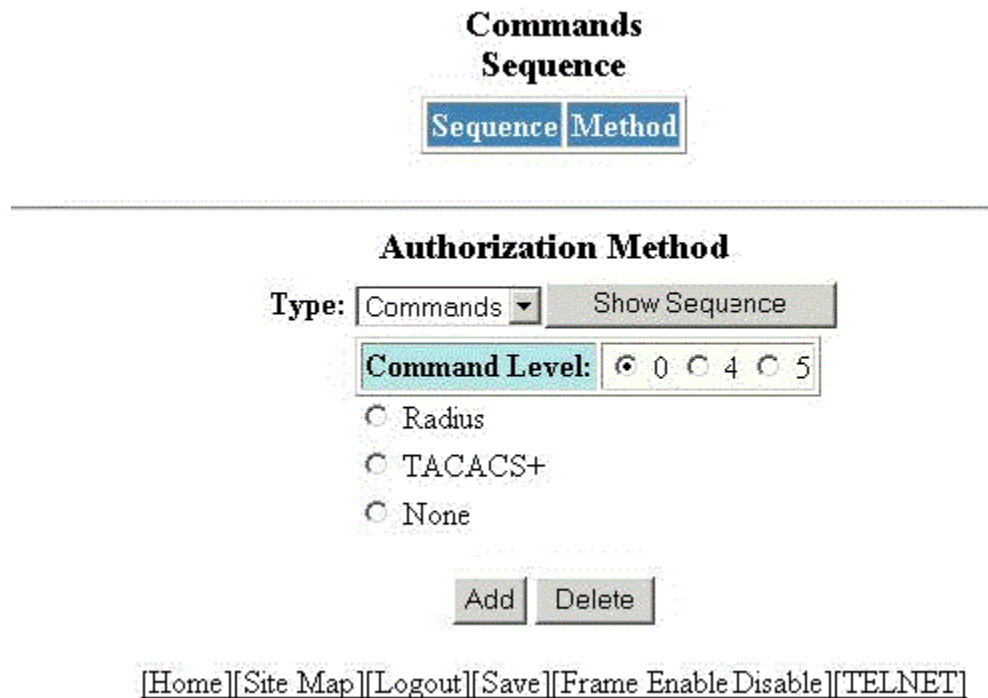 Commands
Sequence
Sequence Method
Authorization Method
Type: Commands Show Sequence
Command Level: 0 4 5
Radius
TACACS+
None
Add Delete
[Home][Site Map][Logout][Save][Frame Enable Disable][TELNET]